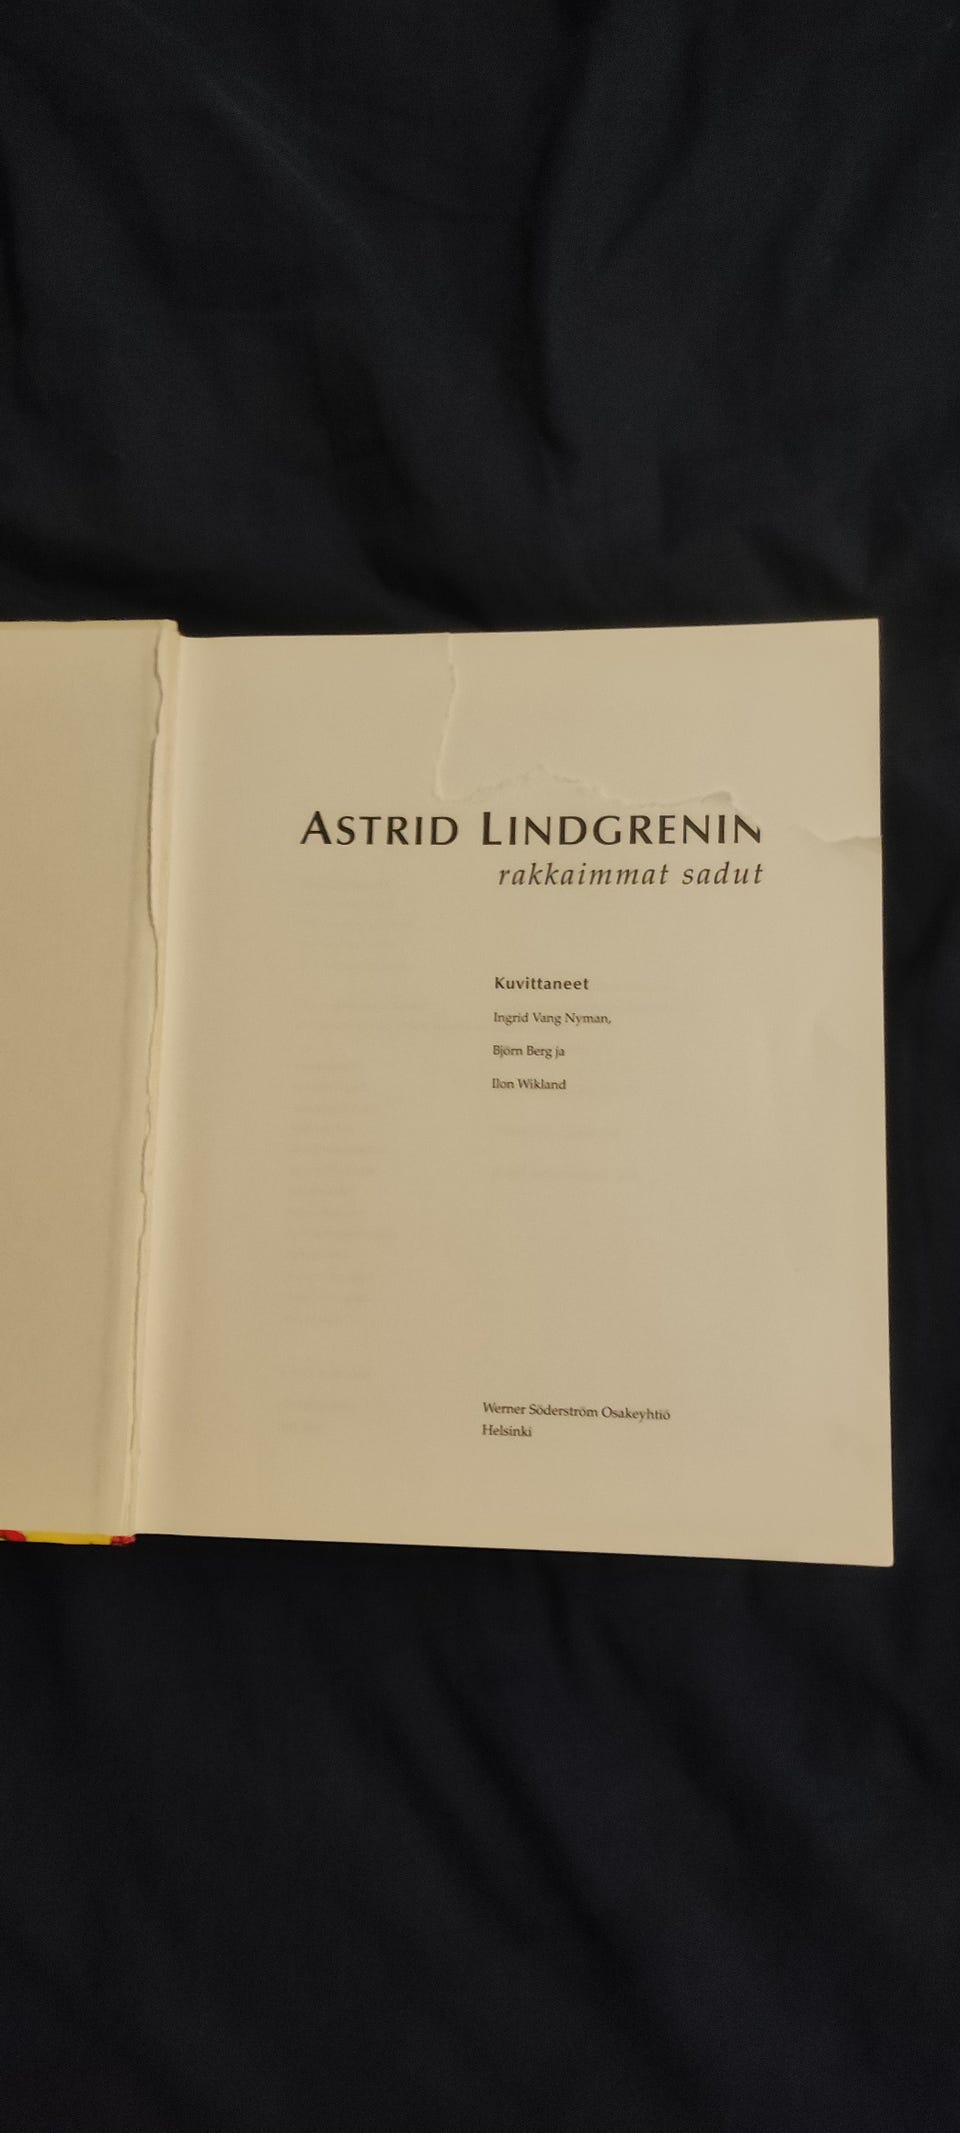 ASTRID LINDGRENIN
rakkaimmat sadut
Kuvittaneet
Ingrid Vang Nyman,
Björn Berg ja
Ilon Wikland
Werner Söderström Osakeyhtiö
Helsinki